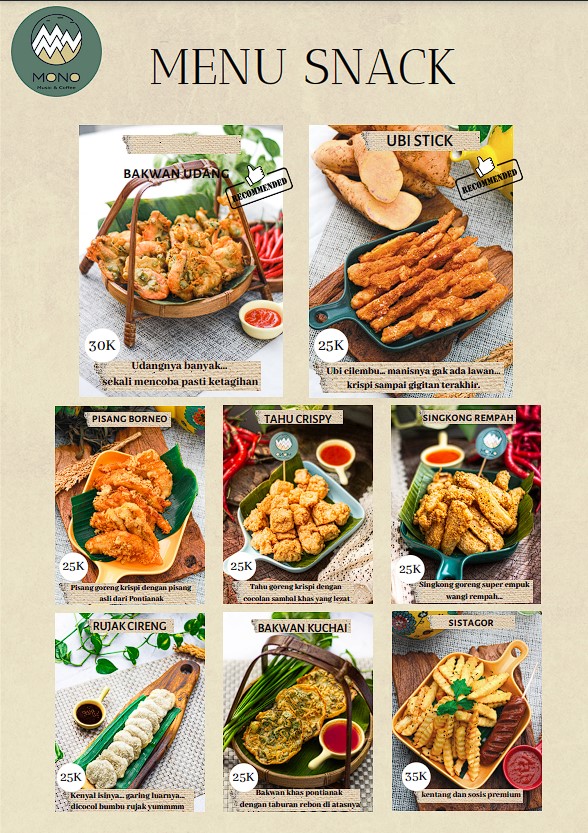 MONO
Music & Coffee
MENU SNACK
BAKWAN UDANG
RECOMMENDED
30K
Udangnya banyak...
sekali mencoba pasti ketagihan
UBI STICK
RECOMMENDED
25K
Ubi cilembu... manisnya gak ada lawan...
krispi sampai gigitan terakhir.
PISANG BORNEO
25K
Pisang goreng krispi dengan pisang
asli dari Pontianak
TAHU CRISPY
25K
Tahu goreng krispi dengan
cocolan sambal khas yang lezat
SINGKONG REMPAH
25K
Singkong goreng super empuk
wangi rempah...
RUJAK CIRENG
25K
Kenyal isinya... garing luarnya...
dicocol bumbu rujak yummmm
BAKWAN KUCHAI
25K
Bakwan khas pontianak
dengan taburan rebon di atasnya
SISTAGOR
35K
kentang dan sosis premium